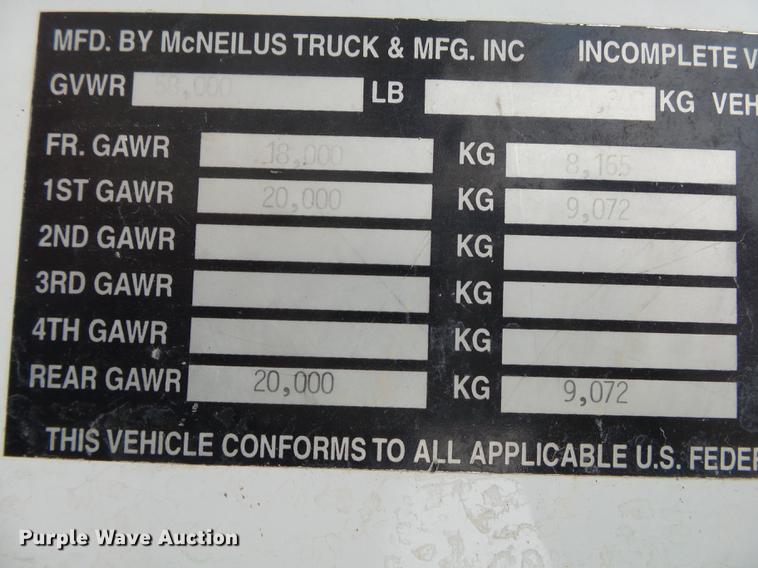 MFD. BY McNEILUS TRUCK & MFG. INC INCOMPLETE V
GVWR 58,000 LB KG VEH
FR. GAWR 18,000 KG 8,165
1ST GAWR 20,000 KG 9,072
2ND GAWR KG
3RD GAWR KG
4TH GAWR KG
REAR GAWR 20,000 KG 9,072
THIS VEHICLE CONFORMS TO ALL APPLICABLE U.S. FEDER
Purple Wave Auction